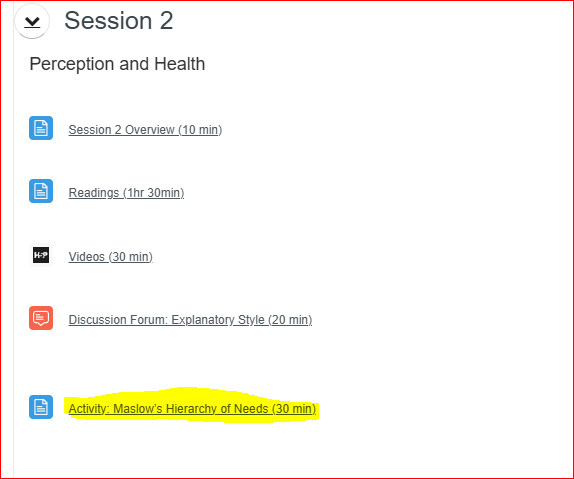 Session 2
Perception and Health
Session 2 Overview (10 min)
Readings (1hr 30min)
H-P
Videos (30 min)
Discussion Forum: Explanatory Style (20 min)
Activity: Maslow's Hierarchy of Needs (30 min)